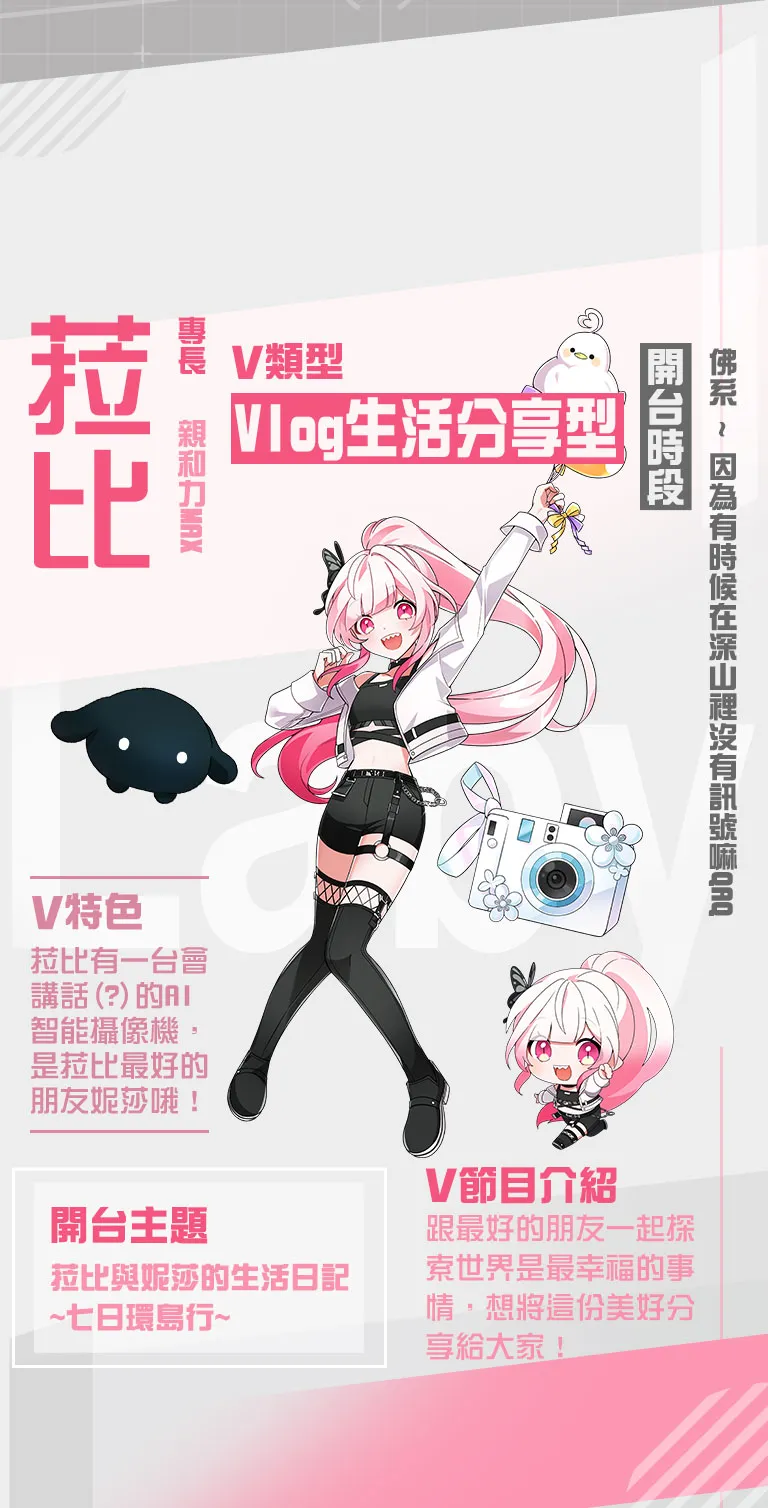 菈比
專長 親和力MAX
V類型
Vlog生活分享型
開台時段
佛系~因為有時候在深山裡沒有訊號嘛QAQ
Laby
V特色
菈比有一台會
講話(?)的AI
智能攝像機，
是菈比最好的
朋友妮莎哦！
開台主題
菈比與妮莎的生活日記
~七日環島行~
V節目介紹
跟最好的朋友一起探
索世界是最幸福的事
情，想將這份美好分
享給大家！